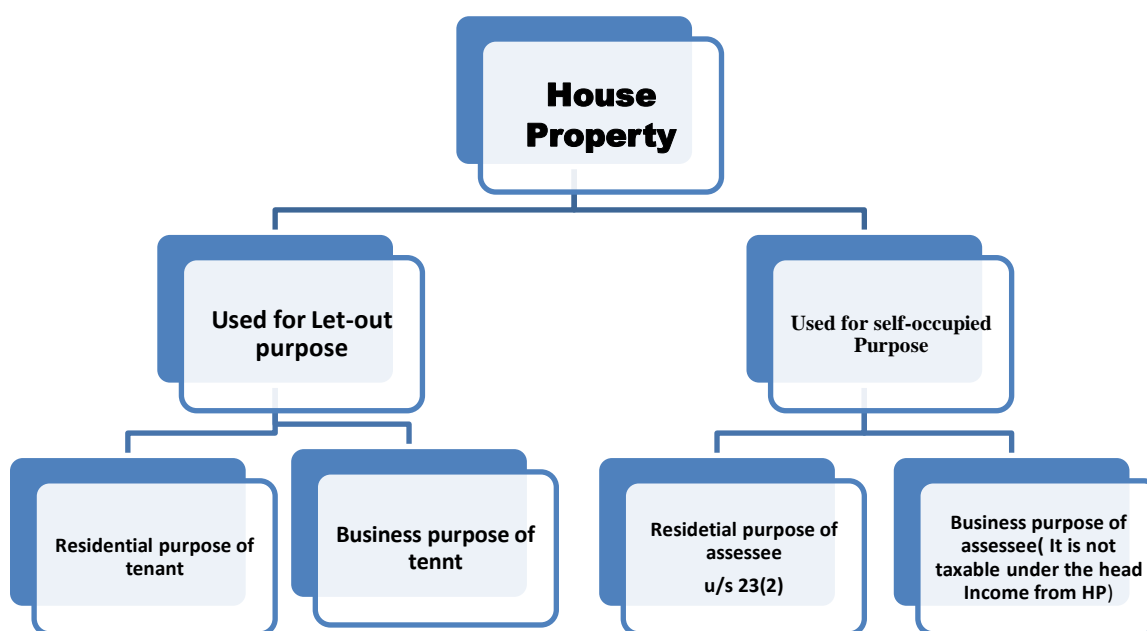 House
Property
Used for Let-out
purpose
Used for self-occupied
Purpose
Residential purpose of
tenant
Business purpose of
tennt
Residetial purpose of
assessee
u/s 23(2)
Business purpose of
assessee( It is not
taxable under the head
Income from HP)